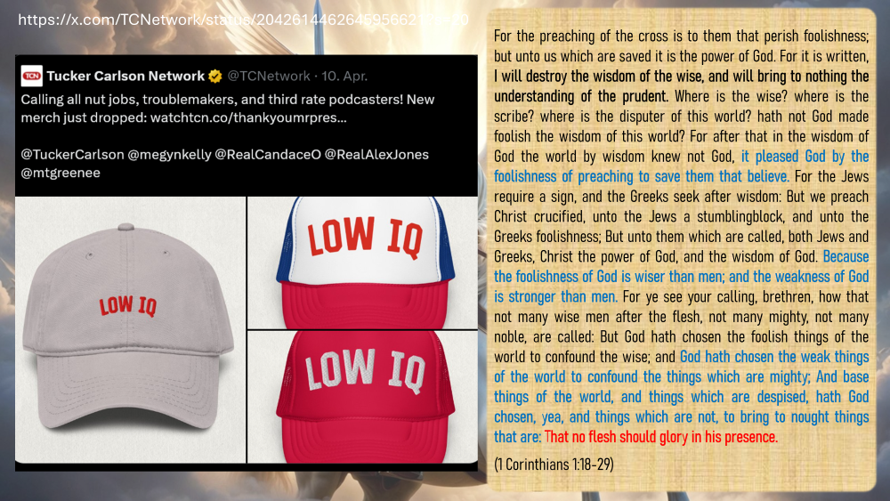 https://x.com/TCNetwork/status/204261446264595662
TCN Tucker Carlson Network @TCNetwork · 10. Apr.
Calling all nut jobs, troublemakers, and third rate podcasters! New
merch just dropped: watchtcn.co/thankyoumrpres...
@TuckerCarlson @megynkelly @RealCandaceO @RealAlexJones
@mtgreenee
LOW IQ
LOW IQ
LOW IQ
For the preaching of the cross is to them that perish foolishness;
but unto us which are saved it is the power of God. For it is written,
I will destroy the wisdom of the wise, and will bring to nothing the
understanding of the prudent. Where is the wise? where is the
scribe? where is the disputer of this world? hath not God made
foolish the wisdom of this world? For after that in the wisdom of
God the world by wisdom knew not God, it pleased God by the
foolishness of preaching to save them that believe. For the Jews
require a sign, and the Greeks seek after wisdom: But we preach
Christ crucified, unto the Jews a stumblingblock, and unto the
Greeks foolishness; But unto them which are called, both Jews and
Greeks, Christ the power of God, and the wisdom of God. Because
the foolishness of God is wiser than men; and the weakness of God
is stronger than men. For ye see your calling, brethren, how that
not many wise men after the flesh, not many mighty, not many
noble, are called: But God hath chosen the foolish things of the
world to confound the wise; and God hath chosen the weak things
of the world to confound the things which are mighty; And base
things of the world, and things which are despised, hath God
chosen, yea, and things which are not, to bring to nought things
that are: That no flesh should glory in his presence.
(1 Corinthians 1:18-29)